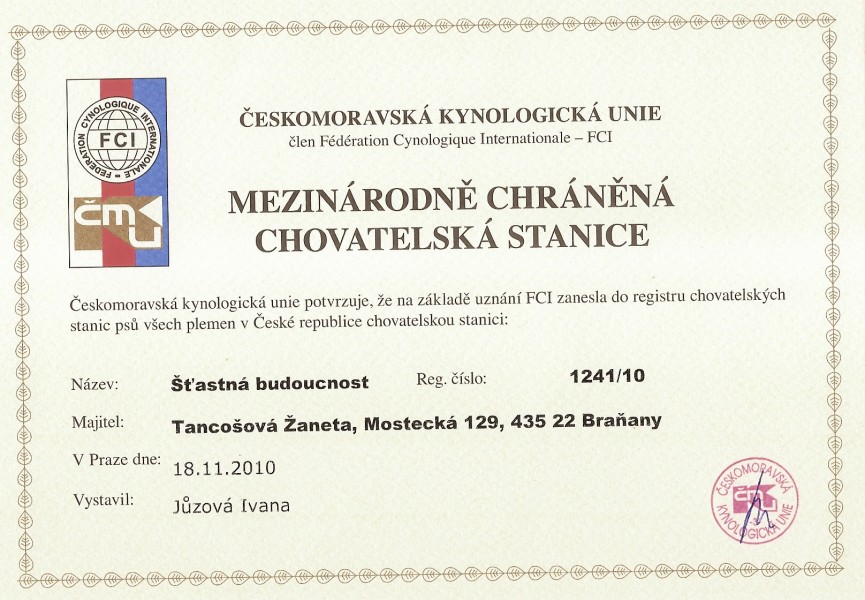 FEDERATION CYNOLOGIQUE INTERNATIONALE
FCI
čmku
ČESKOMORAVSKÁ KYNOLOGICKÁ UNIE
člen Fédération Cynologique Internationale – FCI
MEZINÁRODNĚ CHRÁNĚNÁ
CHOVATELSKÁ STANICE
Českomoravská kynologická unie potvrzuje, že na základě uznání FCI zanesla do registru chovatelských
stanic psů všech plemen v České republice chovatelskou stanici:
Název: Šťastná budoucnost Reg. číslo: 1241/10
Majitel: Tancošová Žaneta, Mostecká 129, 435 22 Braňany
V Praze dne: 18.11.2010
Vystavil: Jůzová Ivana
ČESKOMORAVSKÁ
KYNOLOGICKÁ UNIE